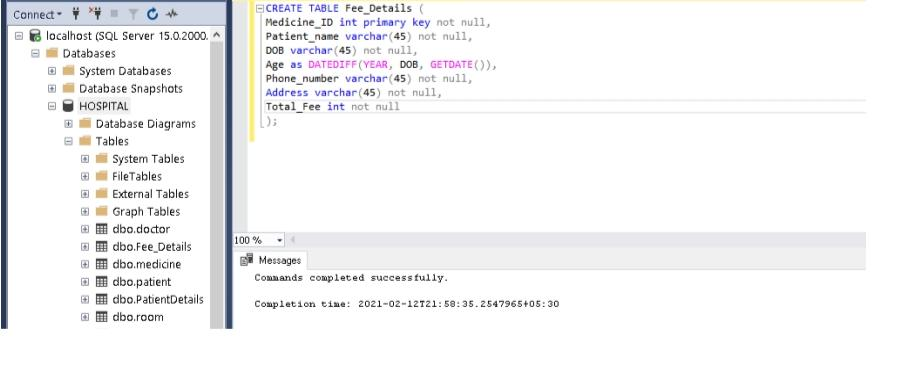 Connect
localhost (SQL Server 15.0.2000.
Databases
System Databases
Database Snapshots
HOSPITAL
Database Diagrams
Tables
System Tables
FileTables
External Tables
Graph Tables
dbo.doctor
dbo.Fee_Details
dbo.medicine
dbo.patient
dbo.PatientDetails
dbo.room
CREATE TABLE Fee_Details (
Medicine_ID int primary key not null,
Patient_name varchar(45) not null,
DOB varchar(45) not null,
Age as DATEDIFF(YEAR, DOB, GETDATE()),
Phone_number varchar(45) not null,
Address varchar(45) not null,
Total_Fee int not null
);
100 %
Messages
Commands completed successfully.
Completion time: 2021-02-12T21:58:35.2547965+05:30